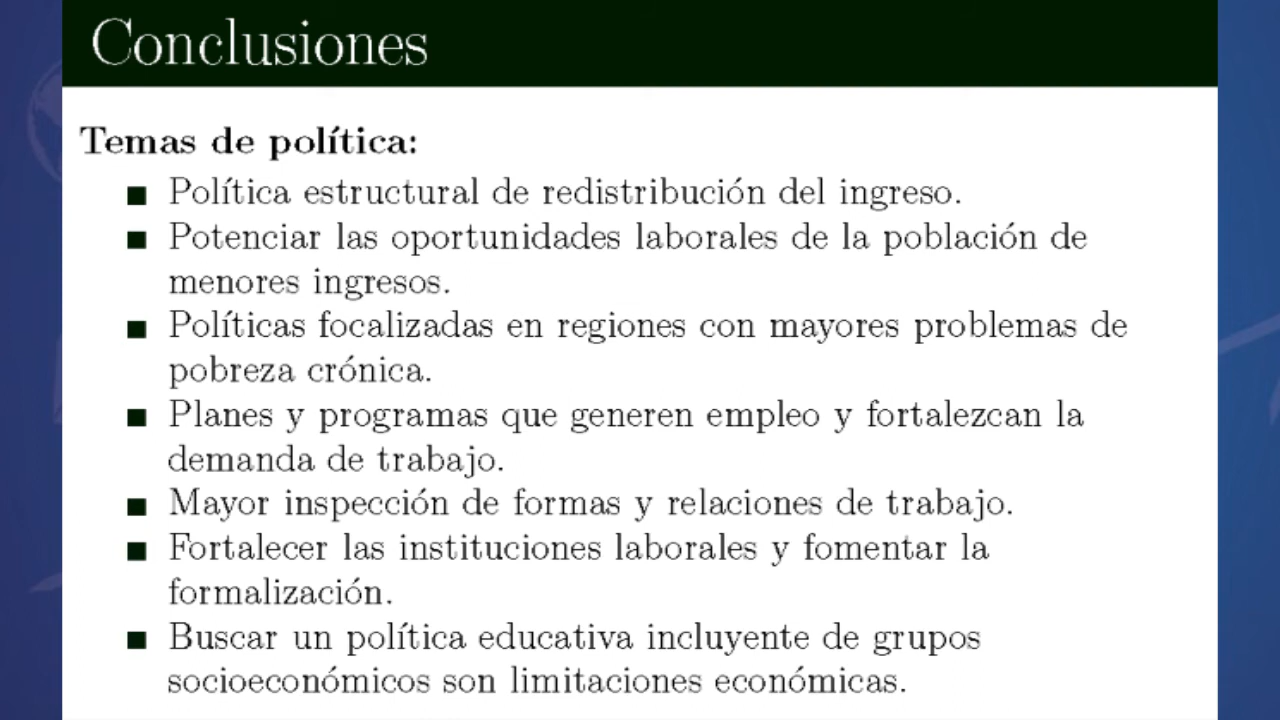 Conclusiones
Temas de política:
Política estructural de redistribución del ingreso.
Potenciar las oportunidades laborales de la población de
menores ingresos.
Políticas focalizadas en regiones con mayores problemas de
pobreza crónica.
Planes y programas que generen empleo y fortalezcan la
demanda de trabajo.
Mayor inspección de formas y relaciones de trabajo.
Fortalecer las instituciones laborales y fomentar la
formalización.
Buscar un política educativa incluyente de grupos
socioeconómicos son limitaciones económicas.